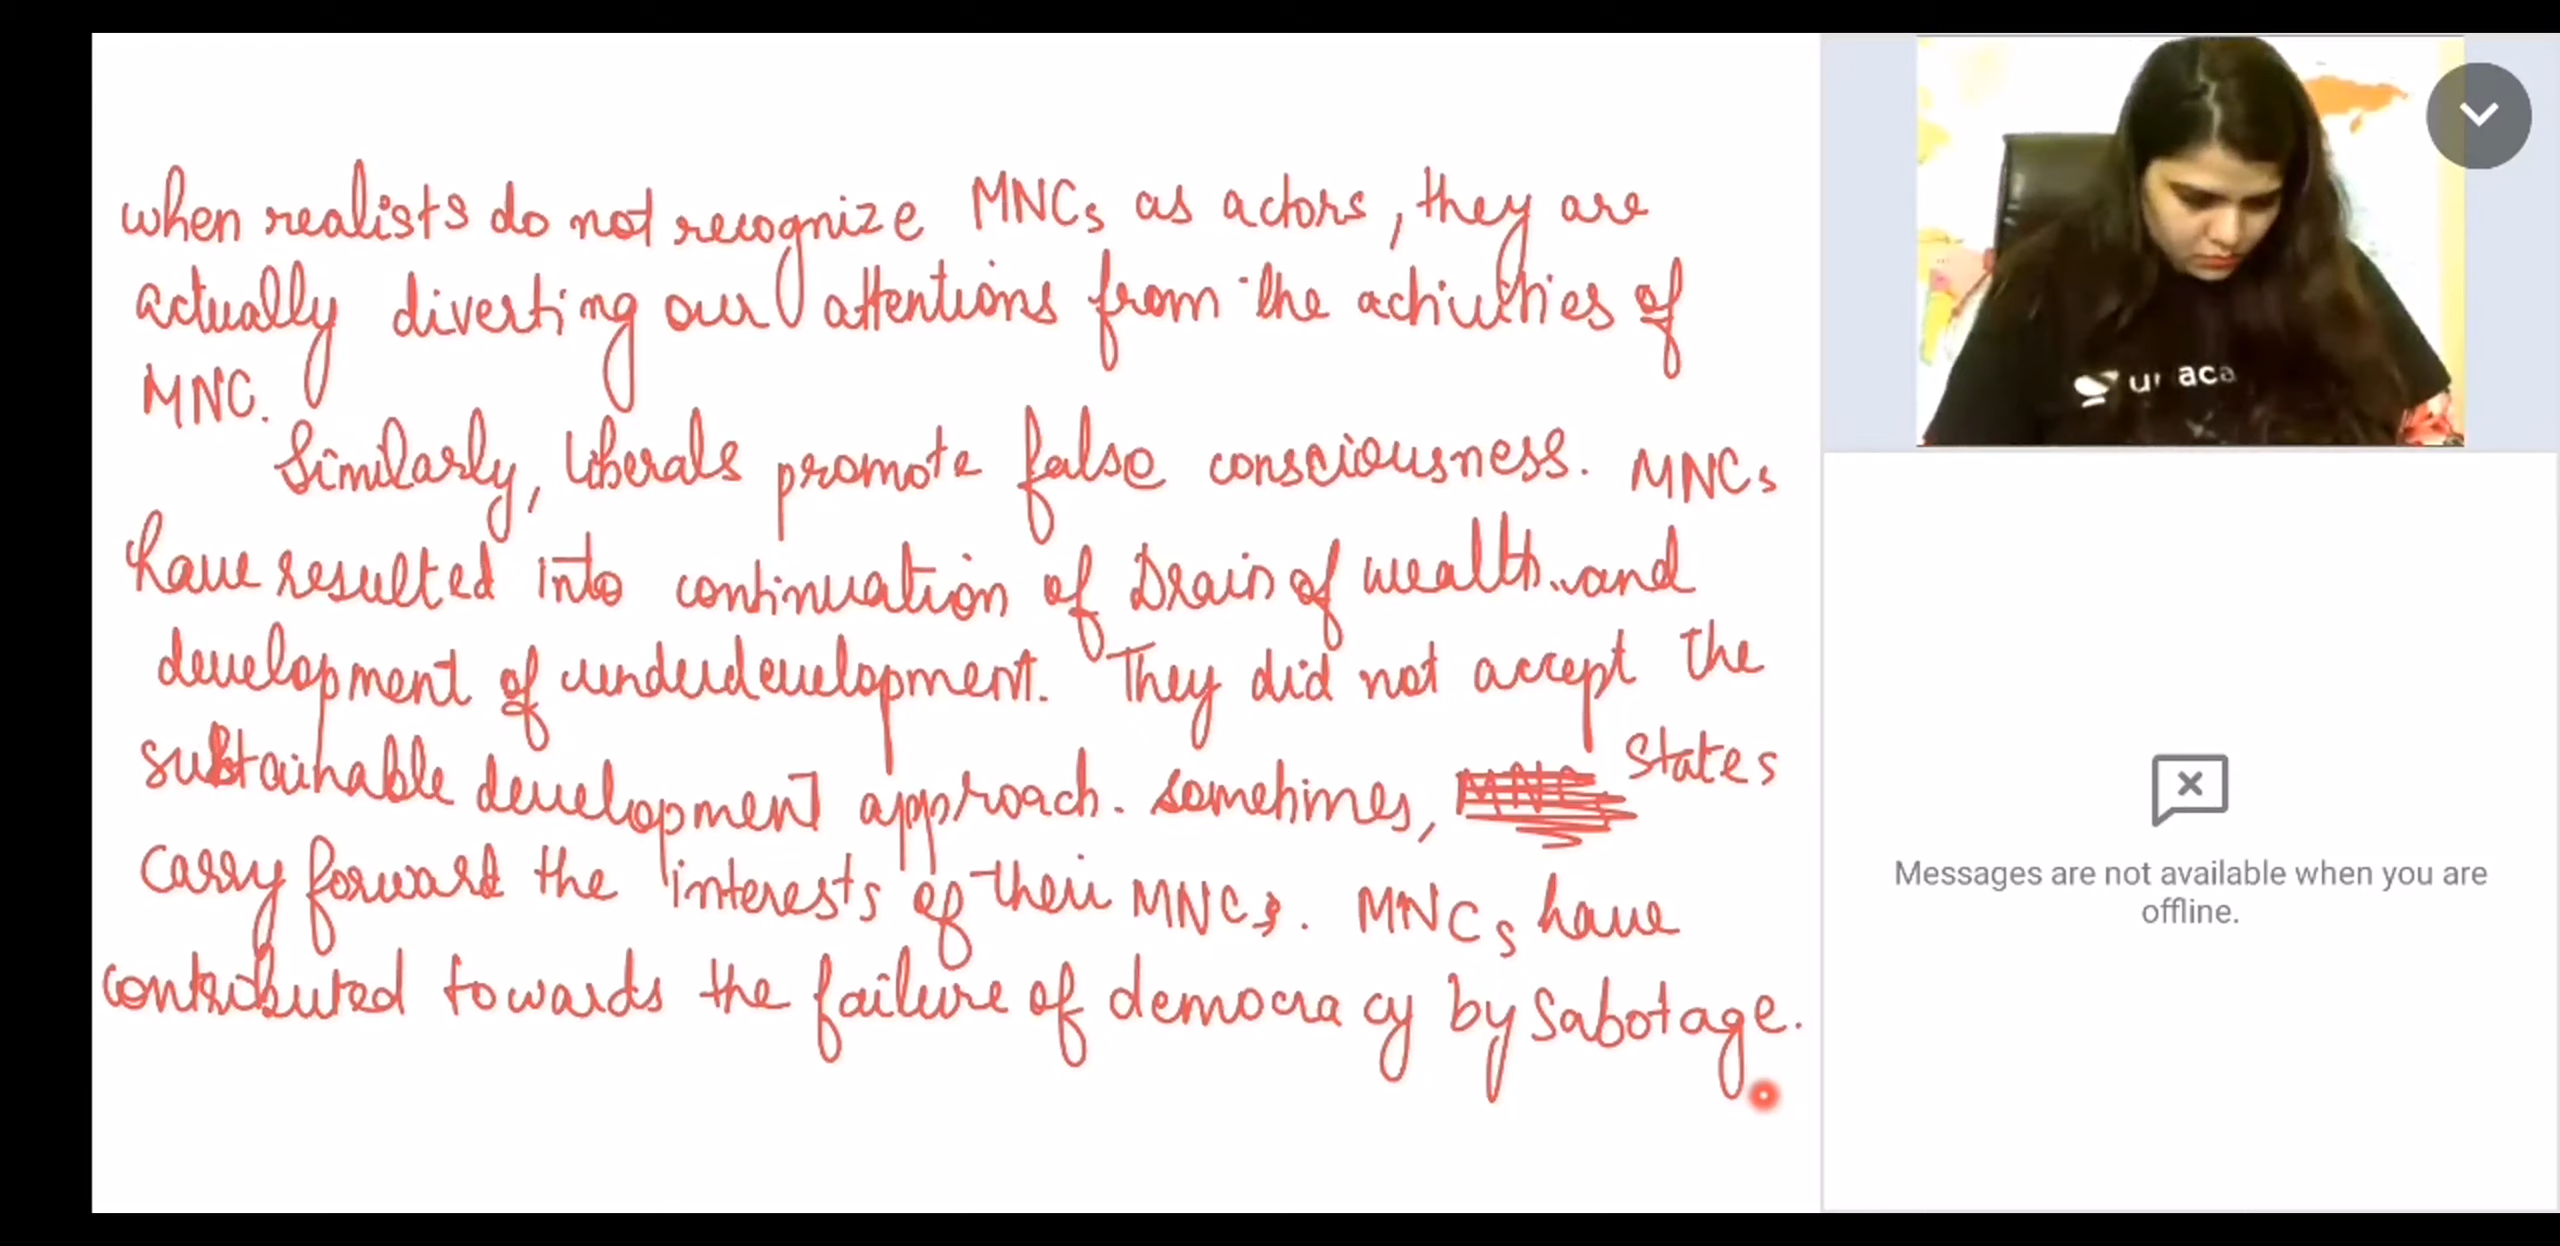 when realists do not recognize MNCs as actors, they are
actually diverting our attentions from the activities of
MNC.
Similarly, liberals promote false consciousness. MNCs
have resulted into continuation of Drain of wealth and
development of underdevelopment. They did not accept the
sustainable development approach. sometimes, States
carry forward the interests of their MNCs. MNCs have
contributed towards the failure of democracy by Sabotage.
Messages are not available when you are
offline.